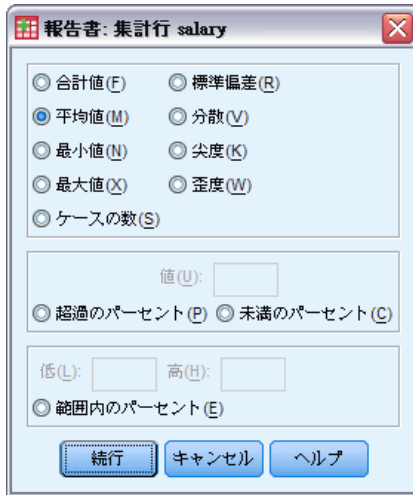 報告書: 集計行 salary
合計値(F) 標準偏差(R)
平均値(M) 分散(V)
最小値(N) 尖度(K)
最大値(X) 歪度(W)
ケースの数(S)
値(U):
超過のパーセント(P) 未満のパーセント(C)
低(L): 高(H):
範囲内のパーセント(E)
続行 キャンセル ヘルプ